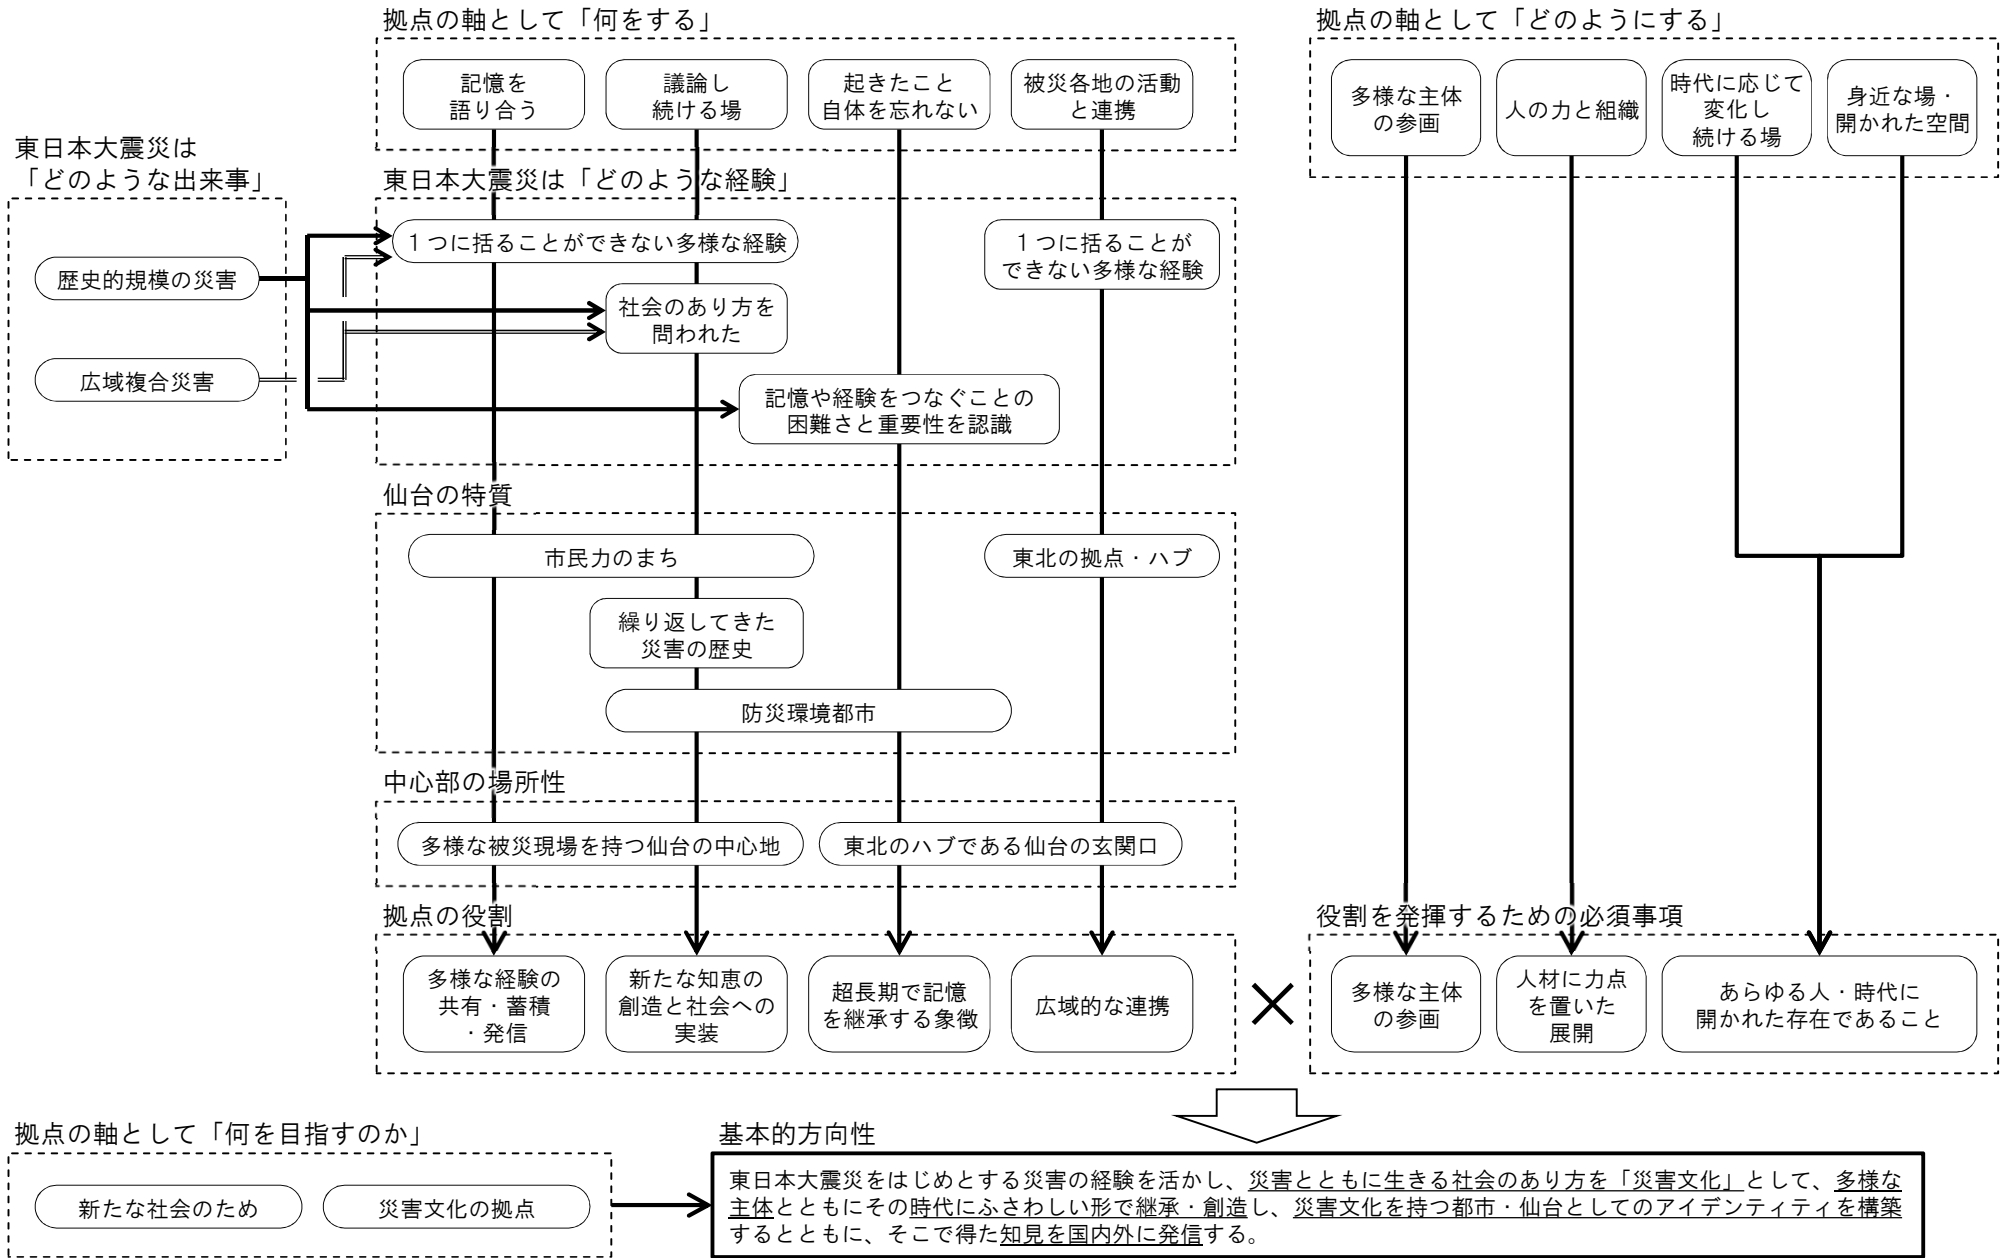 拠点の軸として「何をする」
記憶を
語り合う
議論し
続ける場
起きたこと
自体を忘れない
被災各地の活動
と連携
拠点の軸として「どのようにする」
多様な主体
の参画
人の力と組織
時代に応じて
変化し
続ける場
身近な場・
開かれた空間
東日本大震災は
「どのような出来事」
歴史的規模の災害
広域複合災害
東日本大震災は「どのような経験」
1つに括ることができない多様な経験
1つに括ることが
できない多様な経験
社会のあり方を
問われた
記憶や経験をつなぐことの
困難さと重要性を認識
仙台の特質
市民力のまち
東北の拠点・ハブ
繰り返してきた
災害の歴史
防災環境都市
中心部の場所性
多様な被災現場を持つ仙台の中心地
東北のハブである仙台の玄関口
拠点の役割
多様な経験の
共有・蓄積
・発信
新たな知恵の
創造と社会への
実装
超長期で記憶
を継承する象徴
広域的な連携
役割を発揮するための必須事項
多様な主体
の参画
人材に力点
を置いた
展開
あらゆる人・時代に
開かれた存在であること
拠点の軸として「何を目指すのか」
新たな社会のため
災害文化の拠点
基本的方向性
東日本大震災をはじめとする災害の経験を活かし、災害とともに生きる社会のあり方を「災害文化」として、多様な
主体とともにその時代にふさわしい形で継承・創造し、災害文化を持つ都市・仙台としてのアイデンティティを構築
するとともに、そこで得た知見を国内外に発信する。